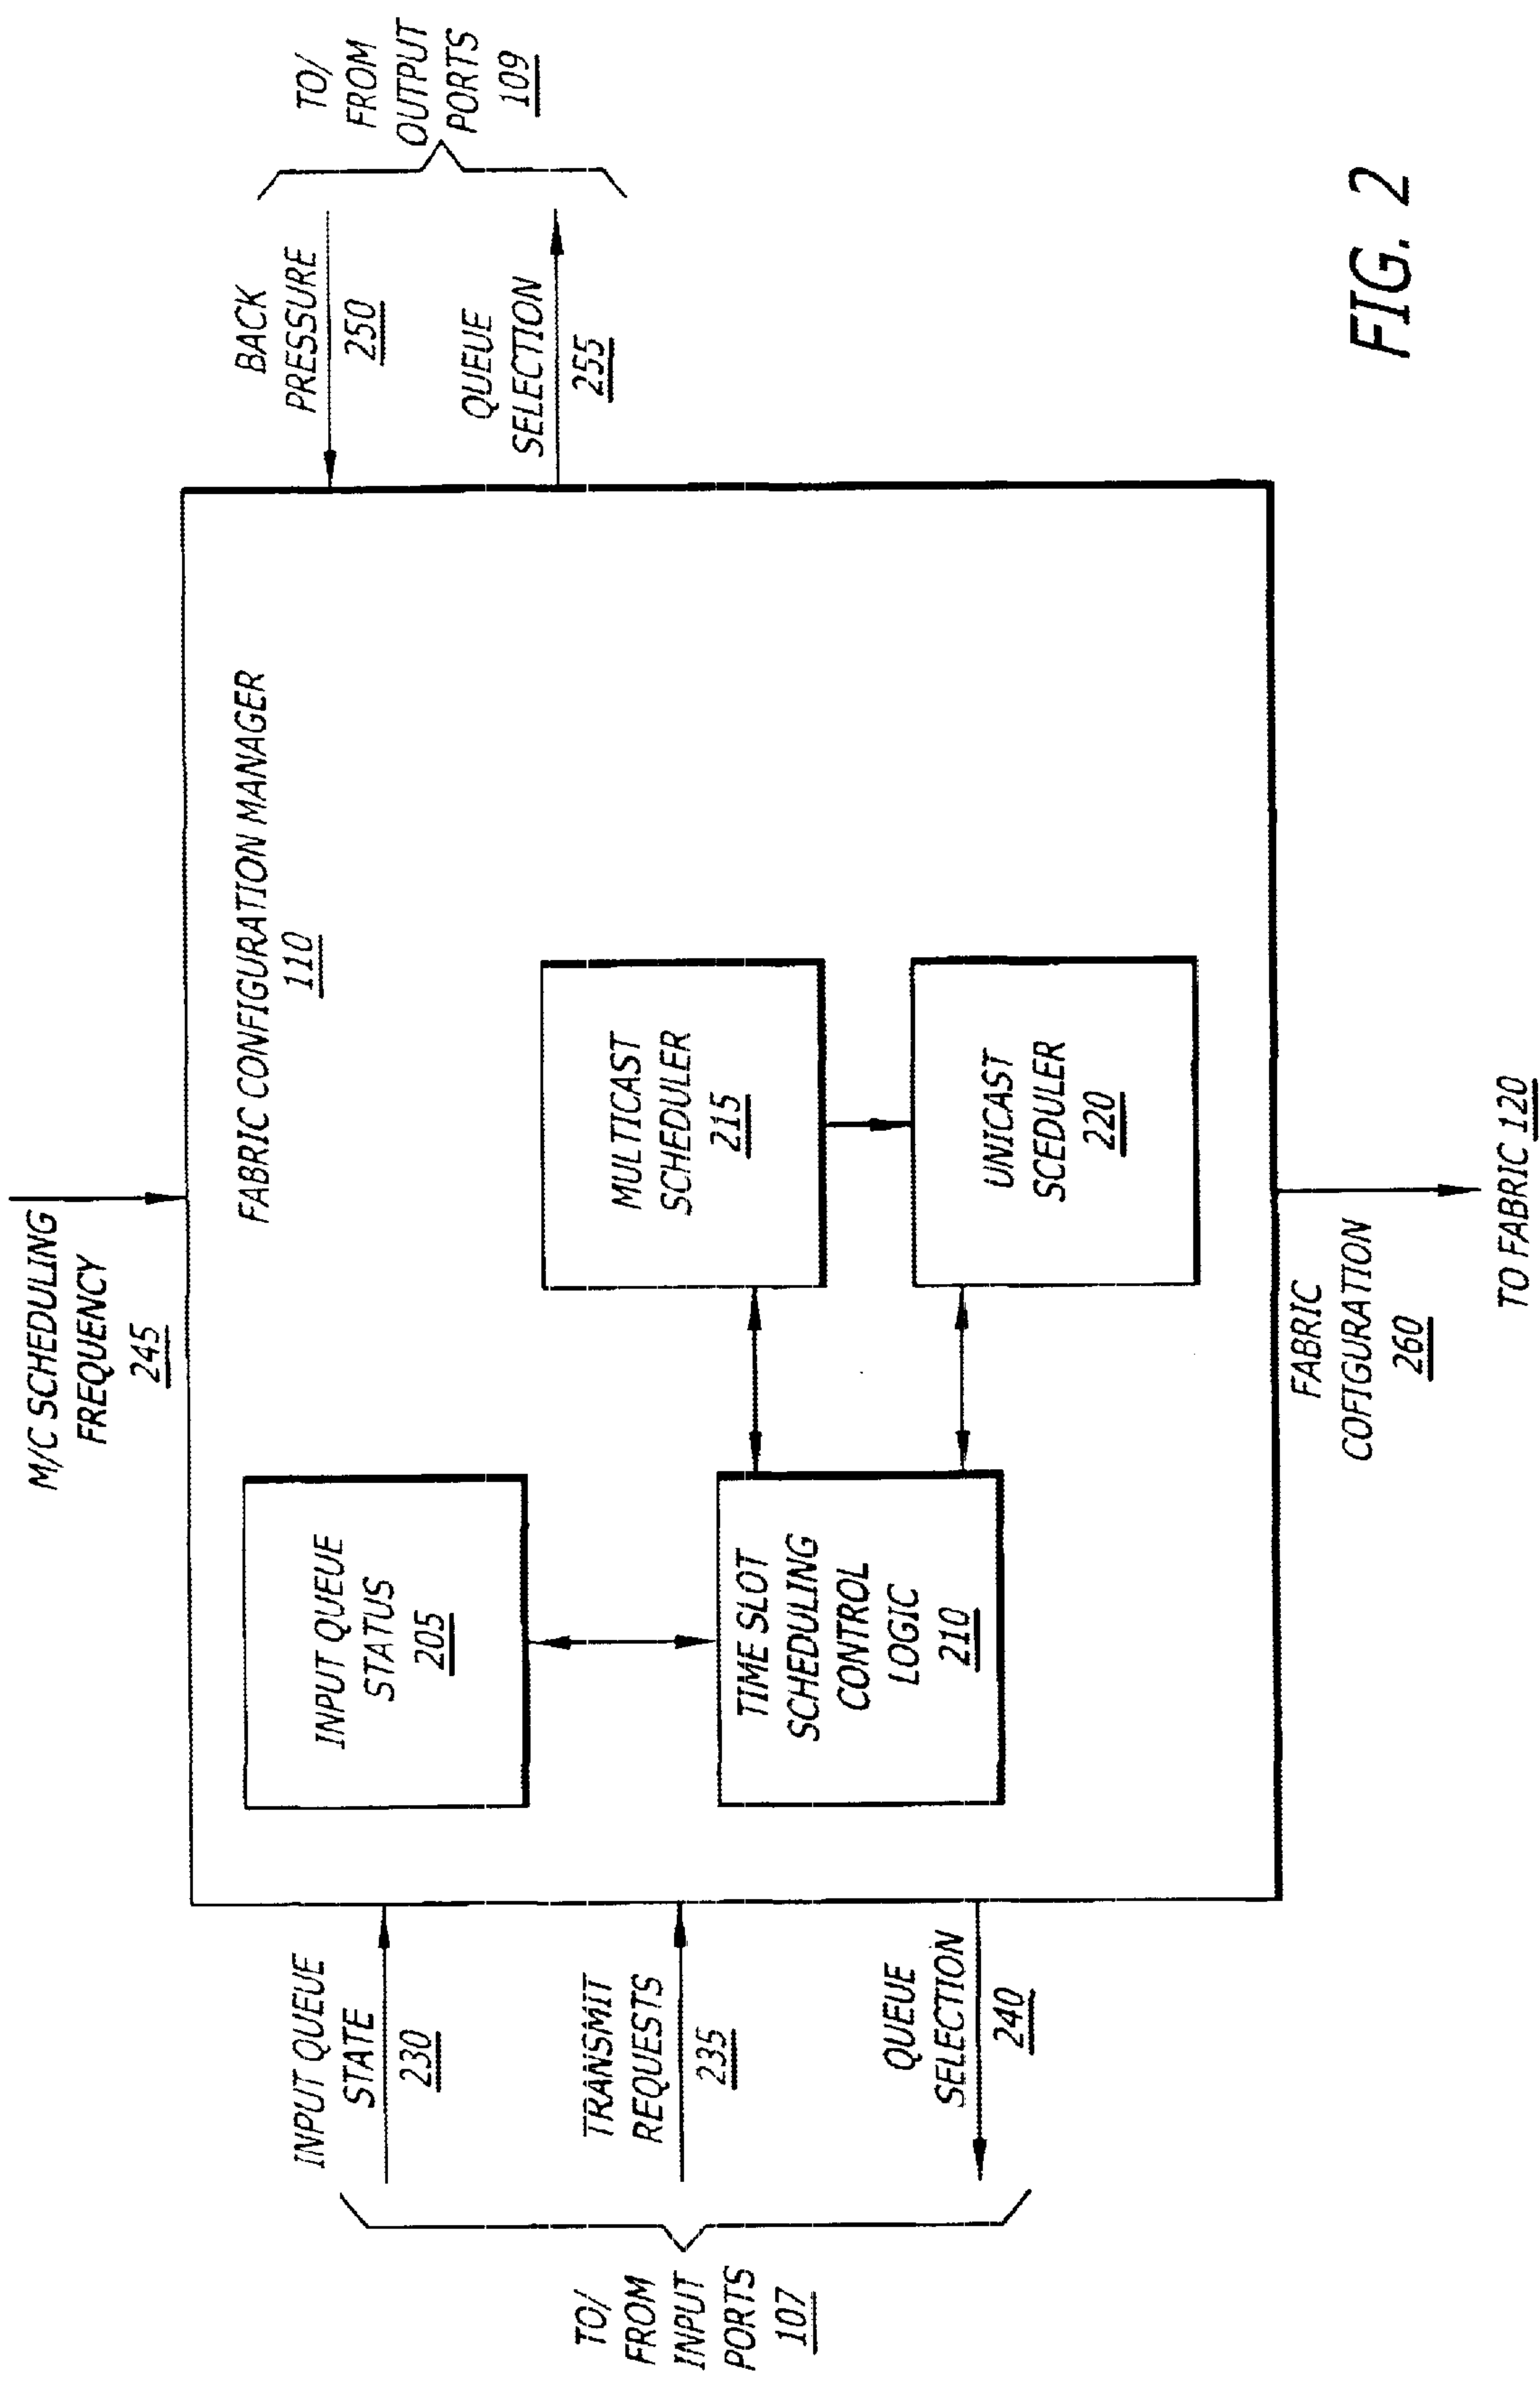 M/C SCHEDULING
FREQUENCY
245
FABRIC CONFIGURATION MANAGER
110
INPUT QUEUE
STATE
230
TRANSMIT
REQUESTS
235
QUEUE
SELECTION
240
TO/
FROM
INPUT
PORTS
107
INPUT QUEUE
STATUS
205
TIME SLOT
SCHEDULING
CONTROL
LOGIC
210
MULTICAST
SCHEDULER
215
UNICAST
SCEDULER
220
BACK
PRESSURE
250
QUEUE
SELECTION
255
TO/
FROM
OUTPUT
PORTS
109
FABRIC
COFIGURATION
260
TO FABRIC 120
FIG. 2